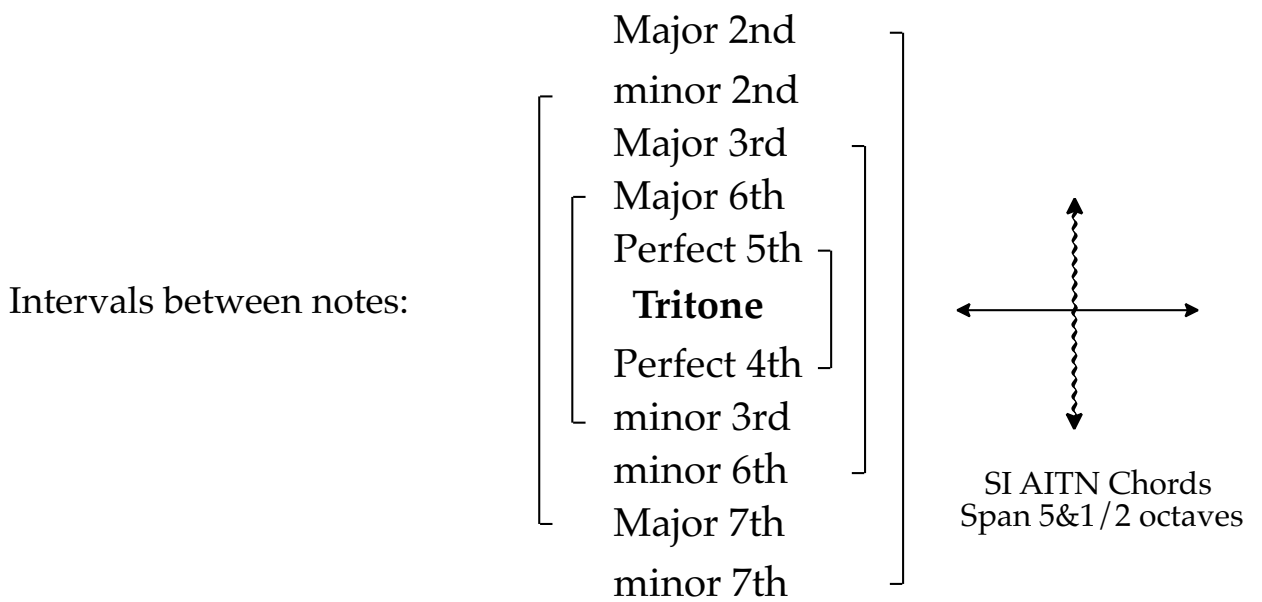 Major 2nd
minor 2nd
Major 3rd
Major 6th
Perfect 5th
Intervals between notes:
Tritone
Perfect 4th
minor 3rd
minor 6th
Major 7th
minor 7th
SI AITN Chords
Span 5&1/2 octaves